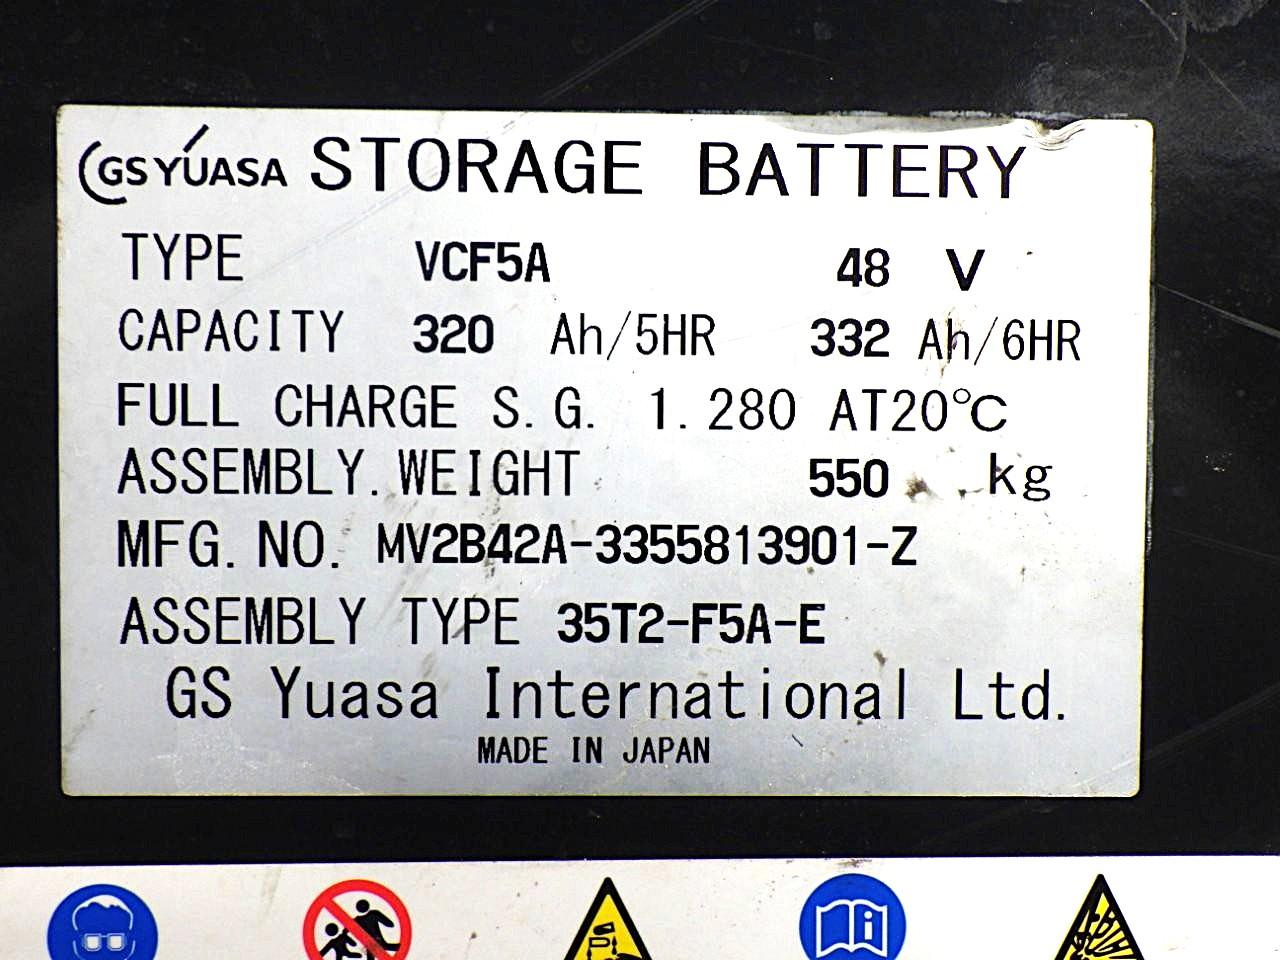 GS YUASA STORAGE BATTERY
TYPE VCF5A 48 V
CAPACITY 320 Ah/5HR 332 Ah/6HR
FULL CHARGE S.G. 1.280 AT20℃
ASSEMBLY.WEIGHT 550 kg
MFG.NO. MV2B42A-3355813901-Z
ASSEMBLY TYPE 35T2-F5A-E
GS Yuasa International Ltd.
MADE IN JAPAN